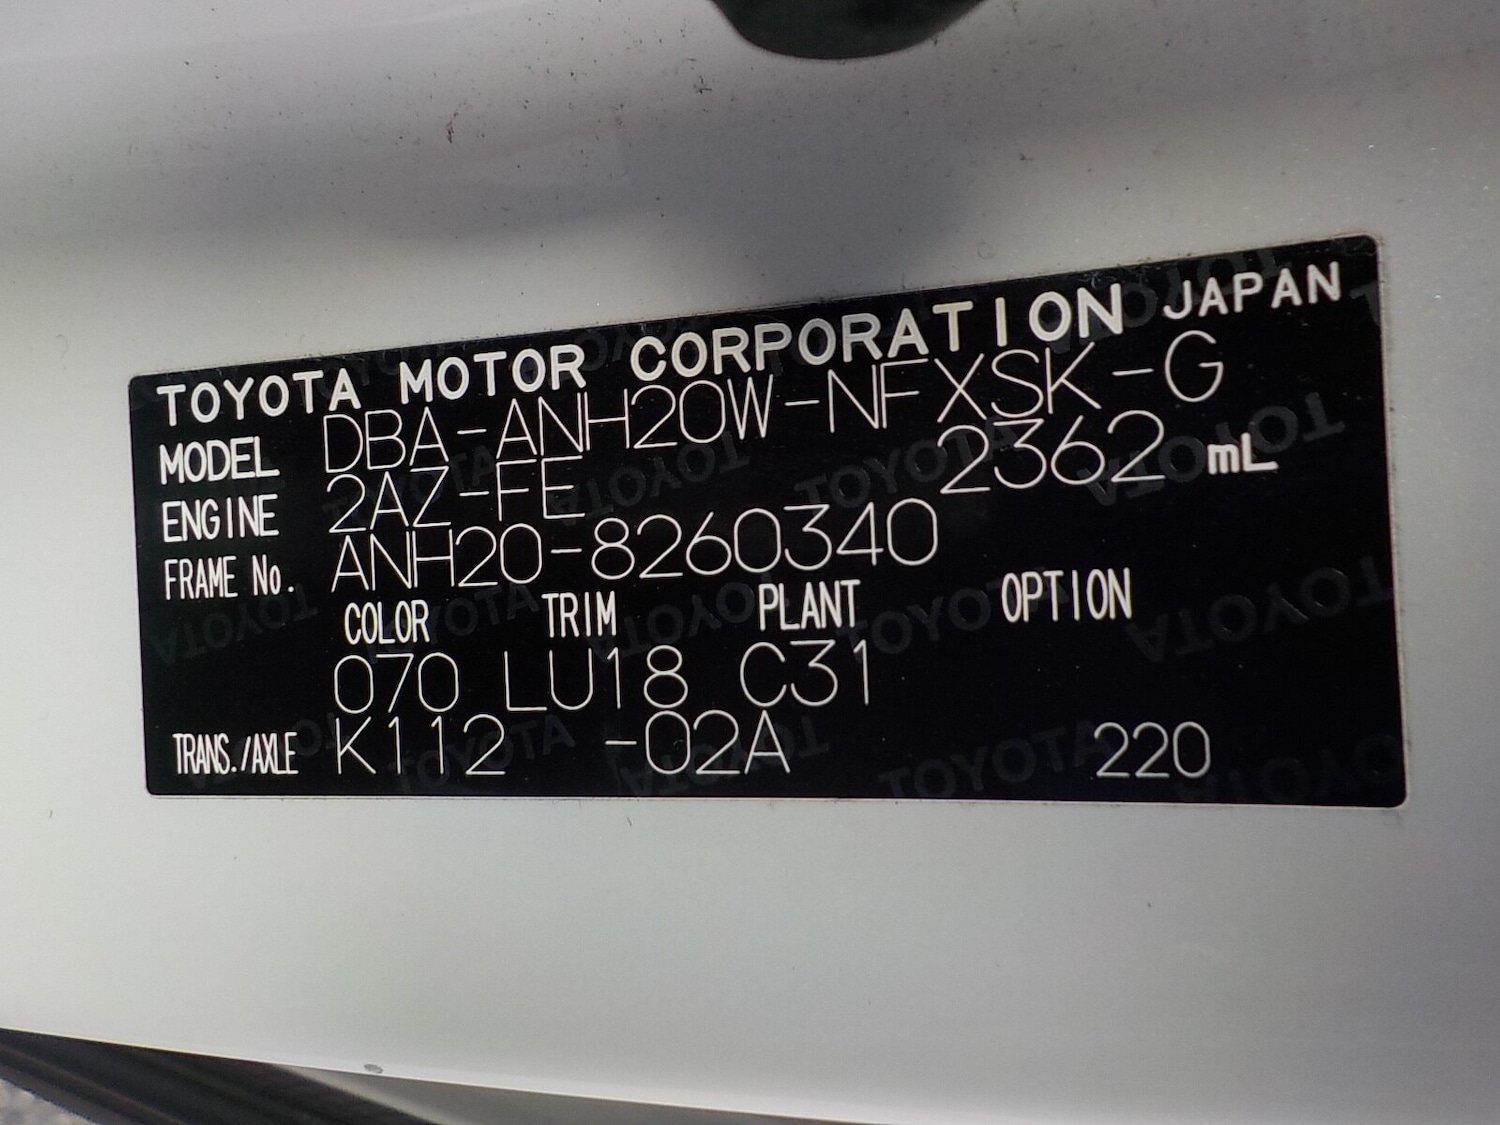 TOYOTA MOTOR CORPORATION JAPAN
MODEL DBA-ANH20W-NFXSK-G
ENGINE 2AZ-FE 2362 mL
FRAME No. ANH20-8260340
COLOR TRIM PLANT OPTION
070 LU18 C31
TRANS./AXLE K112 -02A 220